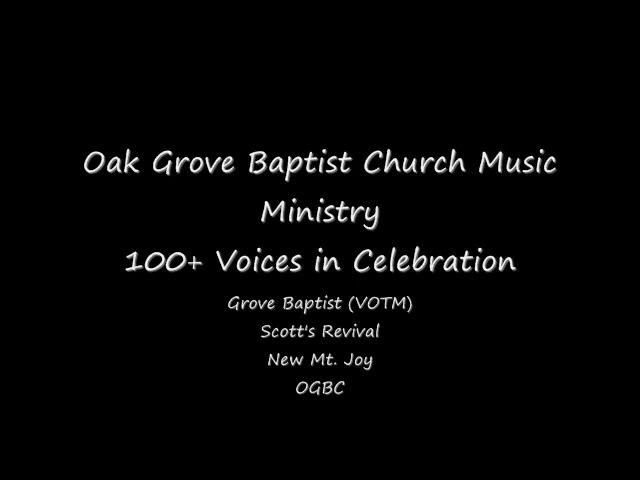 Oak Grove Baptist Church Music
Ministry
100+ Voices in Celebration
Grove Baptist (VOTM)
Scott's Revival
New Mt. Joy
OGBC